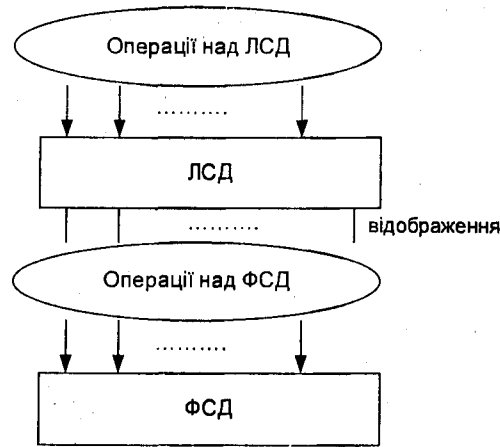 Операції над ЛСД
..........
ЛСД
..........
відображення
Операції над ФСД
..........
ФСД